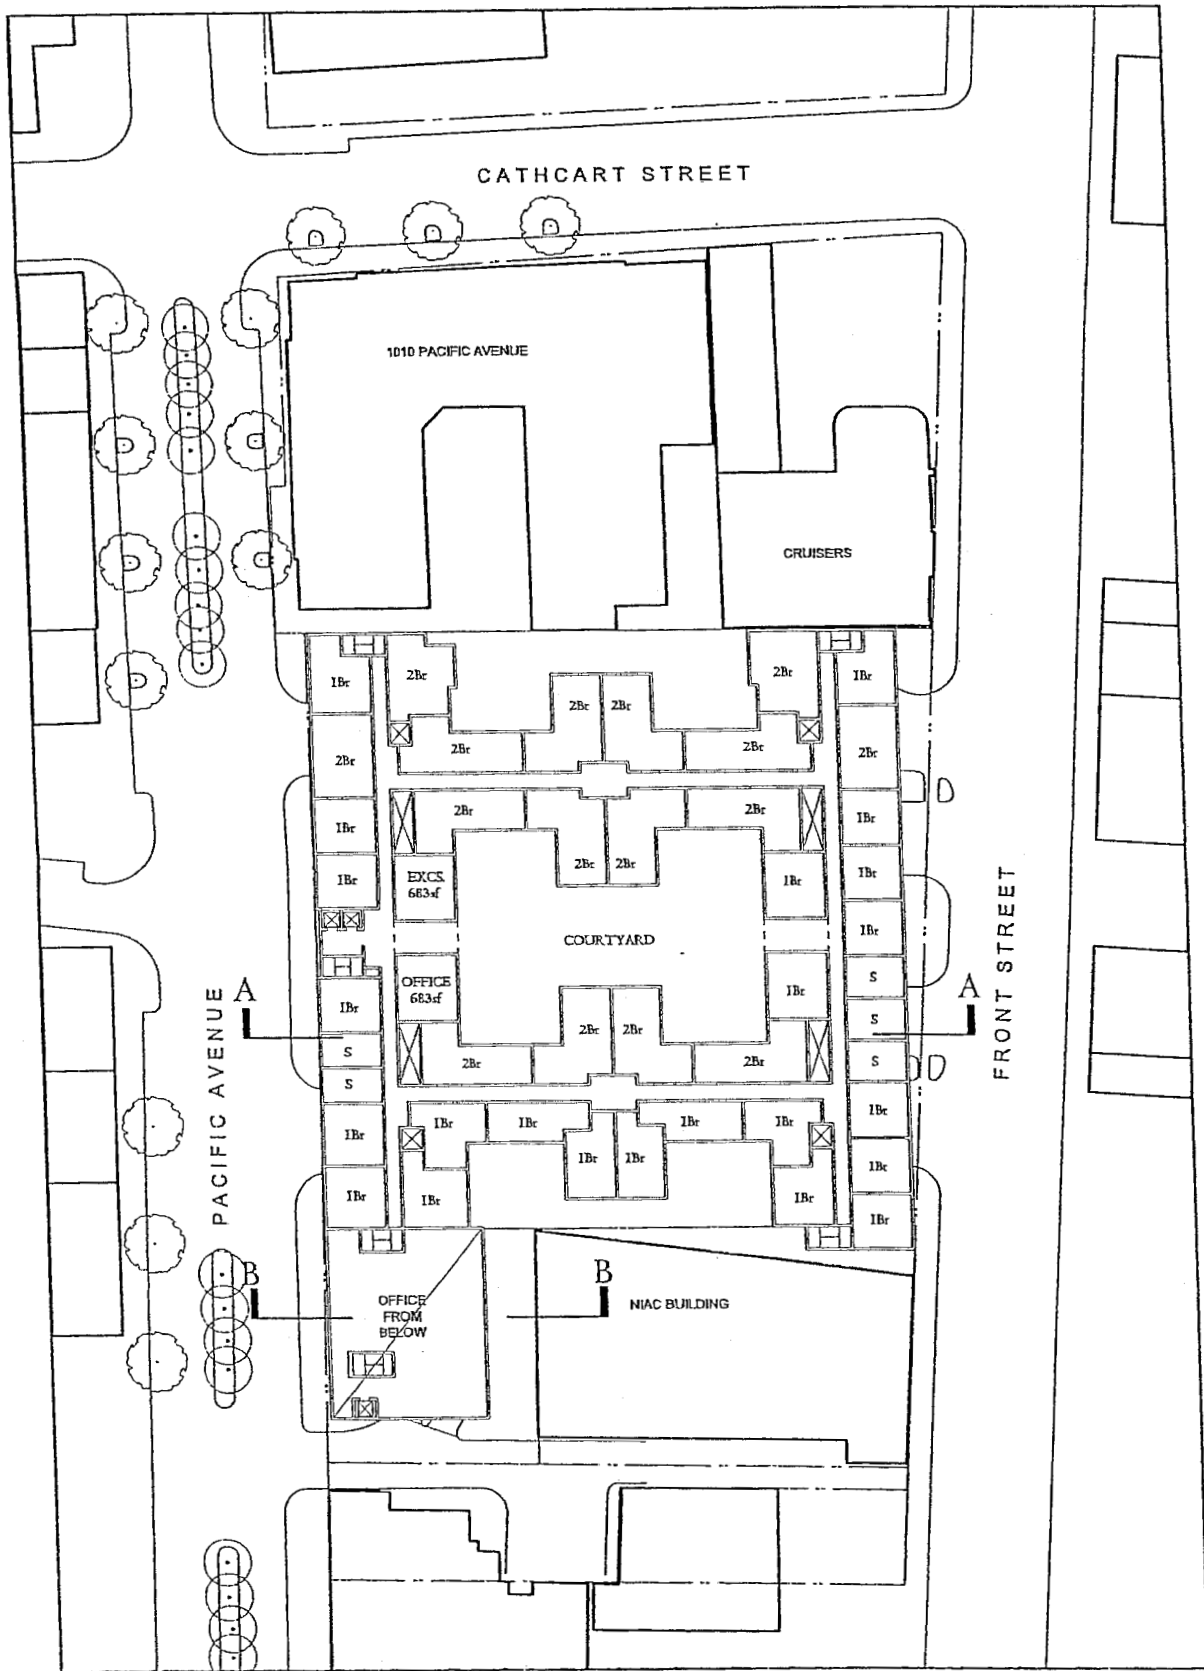 CATHCART STREET
1010 PACIFIC AVENUE
CRUISERS
1Br
2Br
2Br
1Br
2Br
2Br
2Br
2Br
2Br
2Br
2Br
1Br
2Br
2Br
1Br
1Br
2Br
2Br
1Br
1Br
EXCS.
683sf
1Br
COURTYARD
1Br
OFFICE
683sf
1Br
S
A
A
1Br
2Br
2Br
S
S
2Br
2Br
S
S
PACIFIC AVENUE
FRONT STREET
1Br
1Br
1Br
1Br
1Br
1Br
1Br
1Br
1Br
1Br
1Br
1Br
1Br
B
B
OFFICE
FROM
BELOW
NIAC BUILDING